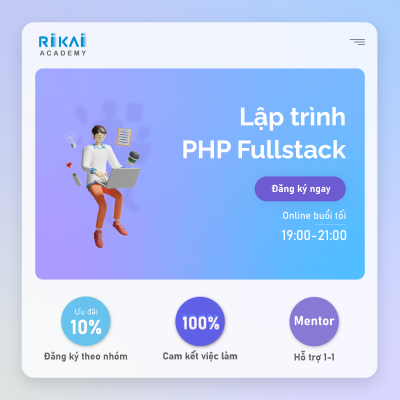 RIKAI
ACADEMY
Lập trình
PHP Fullstack
Đăng ký ngay
Online buổi tối
19:00-21:00
Ưu đãi
10%
Đăng ký theo nhóm
100%
Cam kết việc làm
Mentor
Hỗ trợ 1-1